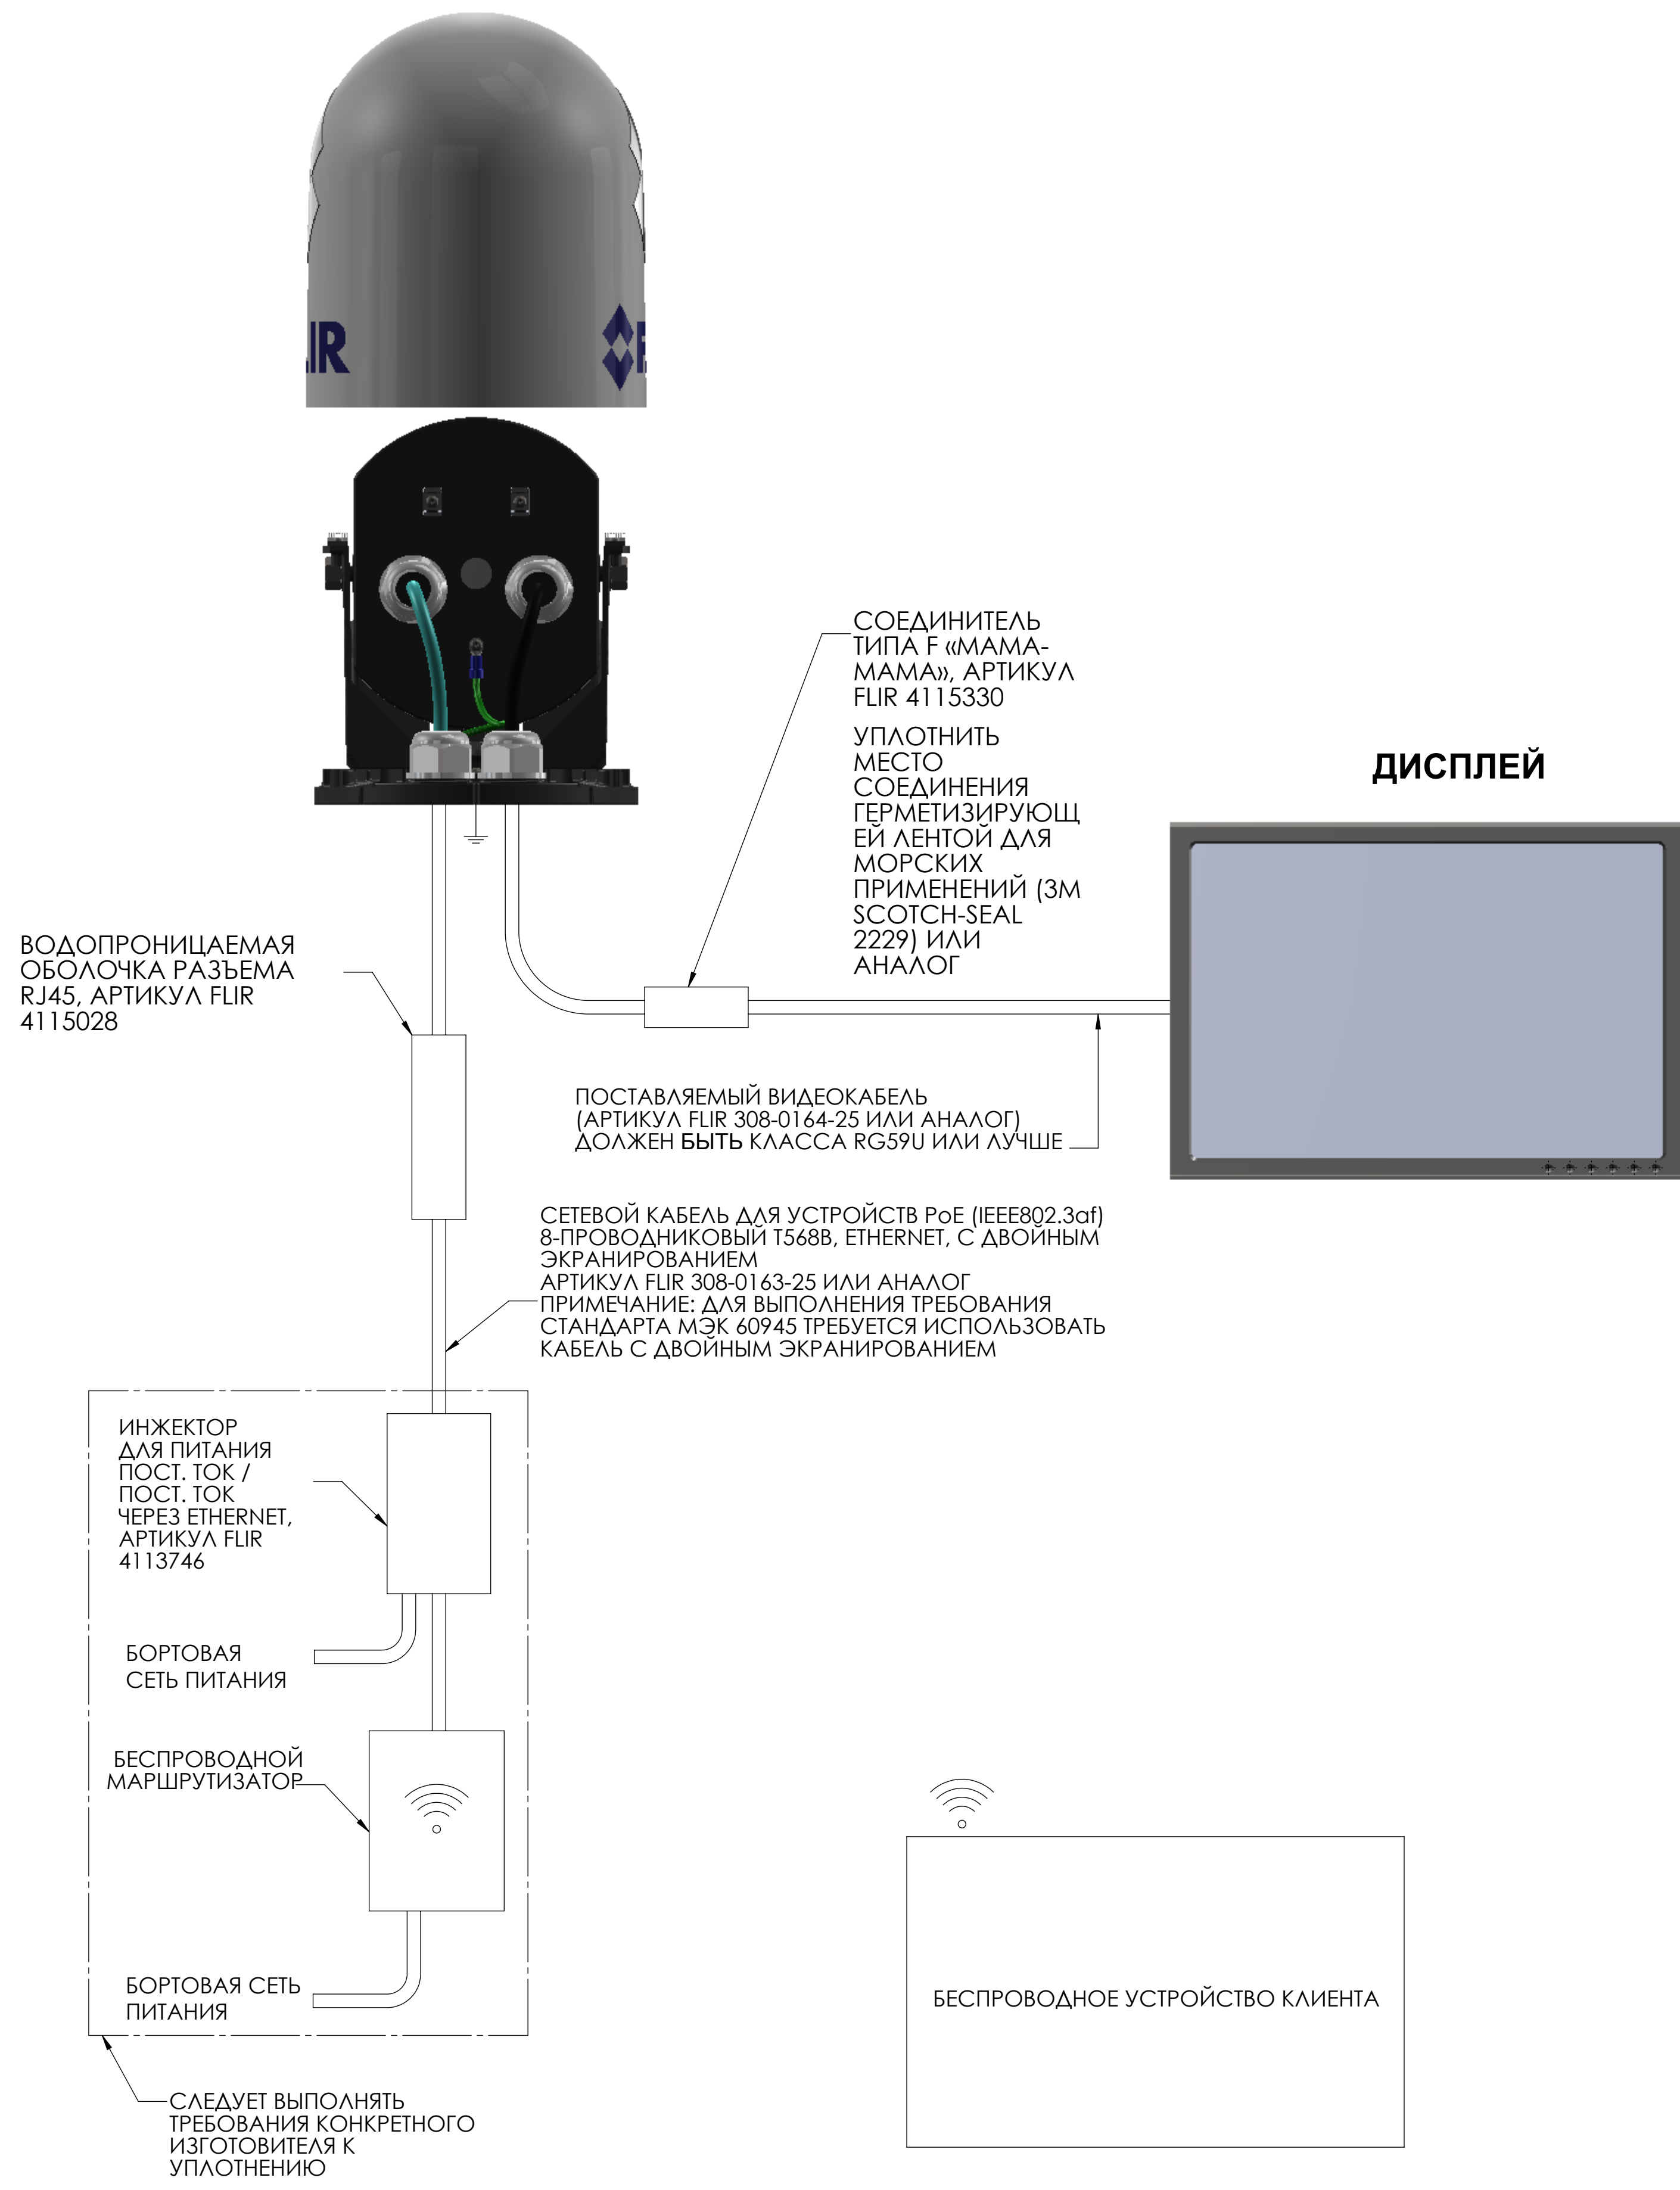 IR
СОЕДИНИТЕЛЬ
ТИПА F «МАМА-
МАМА», АРТИКУЛ
FLIR 4115330
УПЛОТНИТЬ
МЕСТО
СОЕДИНЕНИЯ
ГЕРМЕТИЗИРУЮЩ
ЕЙ ЛЕНТОЙ ДЛЯ
МОРСКИХ
ПРИМЕНЕНИЙ (3M
SCOTCH-SEAL
2229) ИЛИ
АНАЛОГ
ДИСПЛЕЙ
ВОДОПРОНИЦАЕМАЯ
ОБОЛОЧКА РАЗЪЕМА
RJ45, АРТИКУЛ FLIR
4115028
ПОСТАВЛЯЕМЫЙ ВИДЕОКАБЕЛЬ
(АРТИКУЛ FLIR 308-0164-25 ИЛИ АНАЛОГ)
ДОЛЖЕН БЫТЬ КЛАССА RG59U ИЛИ ЛУЧШЕ
СЕТЕВОЙ КАБЕЛЬ ДЛЯ УСТРОЙСТВ PoE (IEEE802.3af)
8-ПРОВОДНИКОВЫЙ T568B, ETHERNET, С ДВОЙНЫМ
ЭКРАНИРОВАНИЕМ
АРТИКУЛ FLIR 308-0163-25 ИЛИ АНАЛОГ
ПРИМЕЧАНИЕ: ДЛЯ ВЫПОЛНЕНИЯ ТРЕБОВАНИЯ
СТАНДАРТА МЭК 60945 ТРЕБУЕТСЯ ИСПОЛЬЗОВАТЬ
КАБЕЛЬ С ДВОЙНЫМ ЭКРАНИРОВАНИЕМ
ИНЖЕКТОР
ДЛЯ ПИТАНИЯ
ПОСТ. ТОК /
ПОСТ. ТОК
ЧЕРЕЗ ETHERNET,
АРТИКУЛ FLIR
4113746
БОРТОВАЯ
СЕТЬ ПИТАНИЯ
БЕСПРОВОДНОЙ
МАРШРУТИЗАТОР
БОРТОВАЯ СЕТЬ
ПИТАНИЯ
БЕСПРОВОДНОЕ УСТРОЙСТВО КЛИЕНТА
СЛЕДУЕТ ВЫПОЛНЯТЬ
ТРЕБОВАНИЯ КОНКРЕТНОГО
ИЗГОТОВИТЕЛЯ К
УПЛОТНЕНИЮ